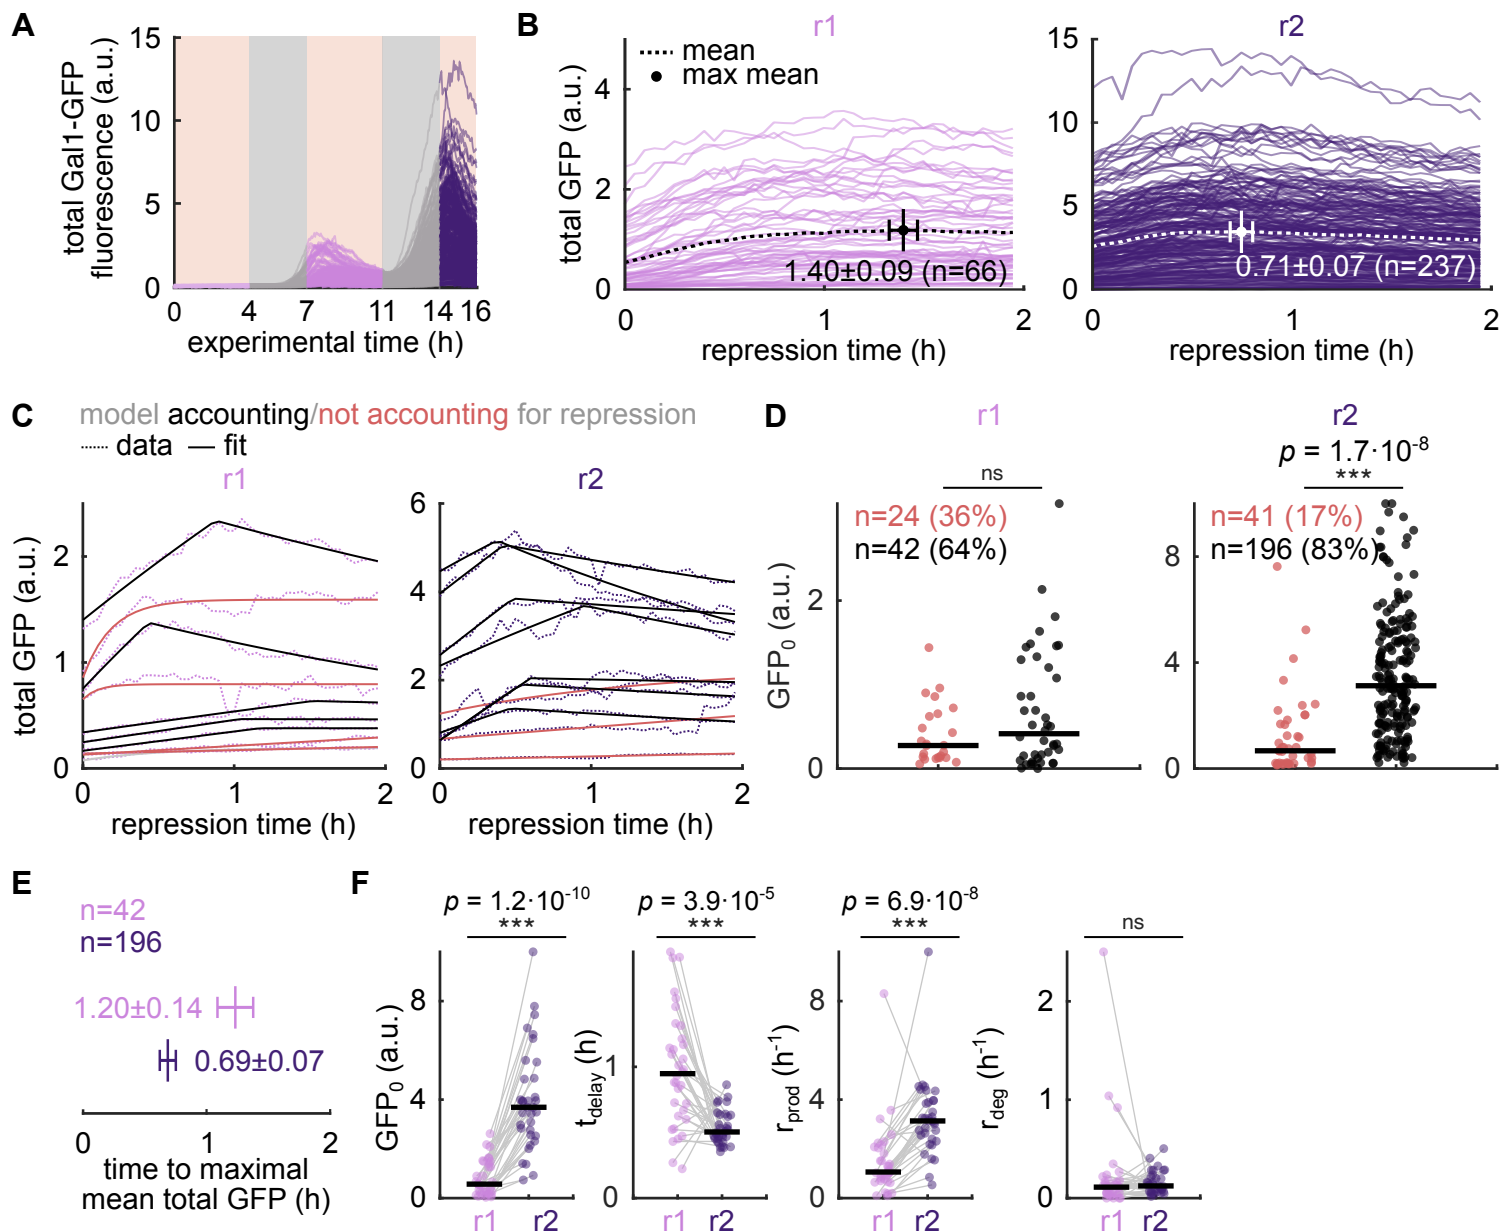 A
total Gal1-GFP
fluorescence (a.u.)
15
10
5
0
0 4 7 11 14 16
experimental time (h)
B
r1
mean
max mean
total GFP (a.u.)
4
2
0
1.40±0.09 (n=66)
0 1 2
repression time (h)
r2
15
10
5
0
0.71±0.07 (n=237)
0 1 2
repression time (h)
C
model accounting/not accounting for repression
data fit
r1
total GFP (a.u.)
2
1
0
0 1 2
repression time (h)
r2
6
4
2
0
0 1 2
repression time (h)
D
r1
ns
n=24 (36%)
n=42 (64%)
GFP0 (a.u.)
2
0
r2
p = 1.7·10-8
***
n=41 (17%)
n=196 (83%)
8
4
0
E
n=42
n=196
1.20±0.14
0.69±0.07
0 1 2
time to maximal
mean total GFP (h)
F
p = 1.2·10-10
***
GFP0 (a.u.)
8
4
0
r1 r2
p = 3.9·10-5
***
tdelay (h)
1
0
r1 r2
p = 6.9·10-8
***
rprod (h-1)
8
4
0
r1 r2
ns
rdeg (h-1)
2
1
0
r1 r2